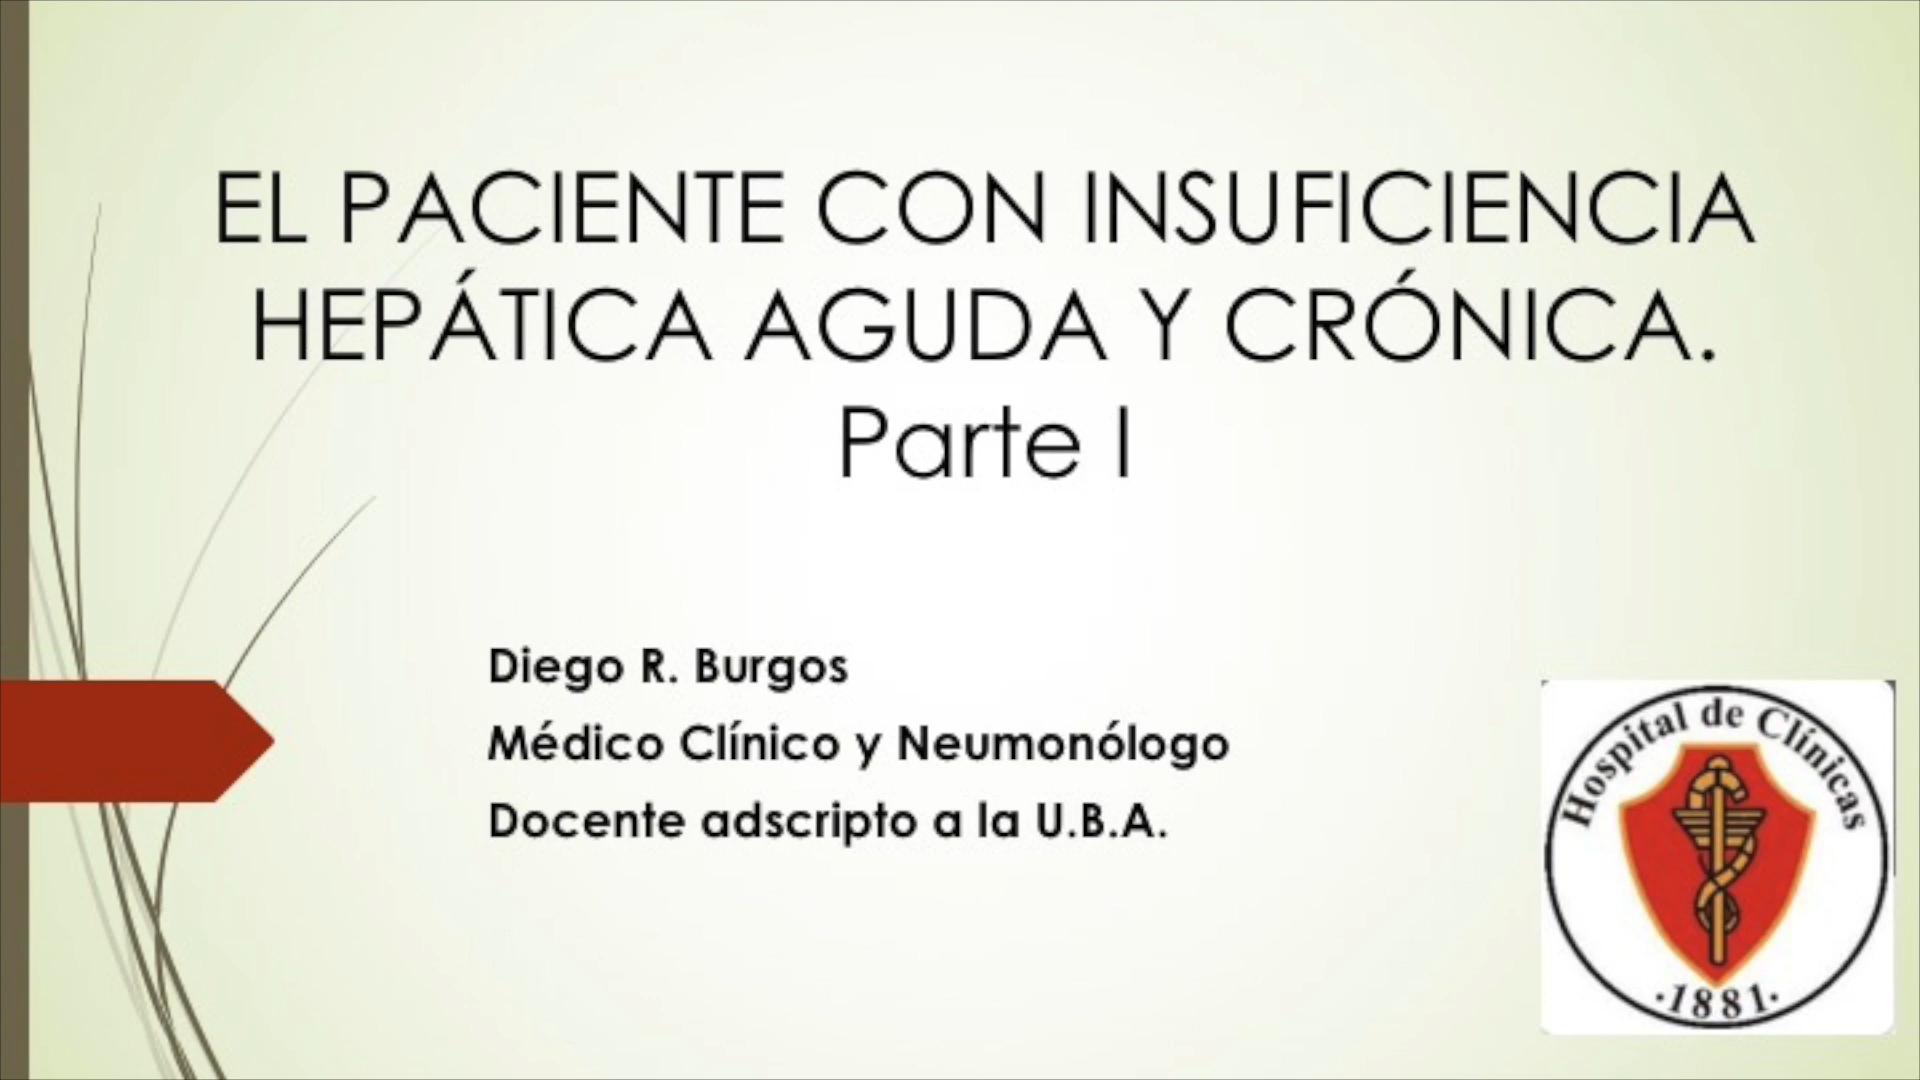 EL PACIENTE CON INSUFICIENCIA
HEPÁTICA AGUDA Y CRÓNICA.
Parte I
Diego R. Burgos
Médico Clínico y Neumonólogo
Docente adscripto a la U.B.A.
Hospital de Clínicas
·1881·